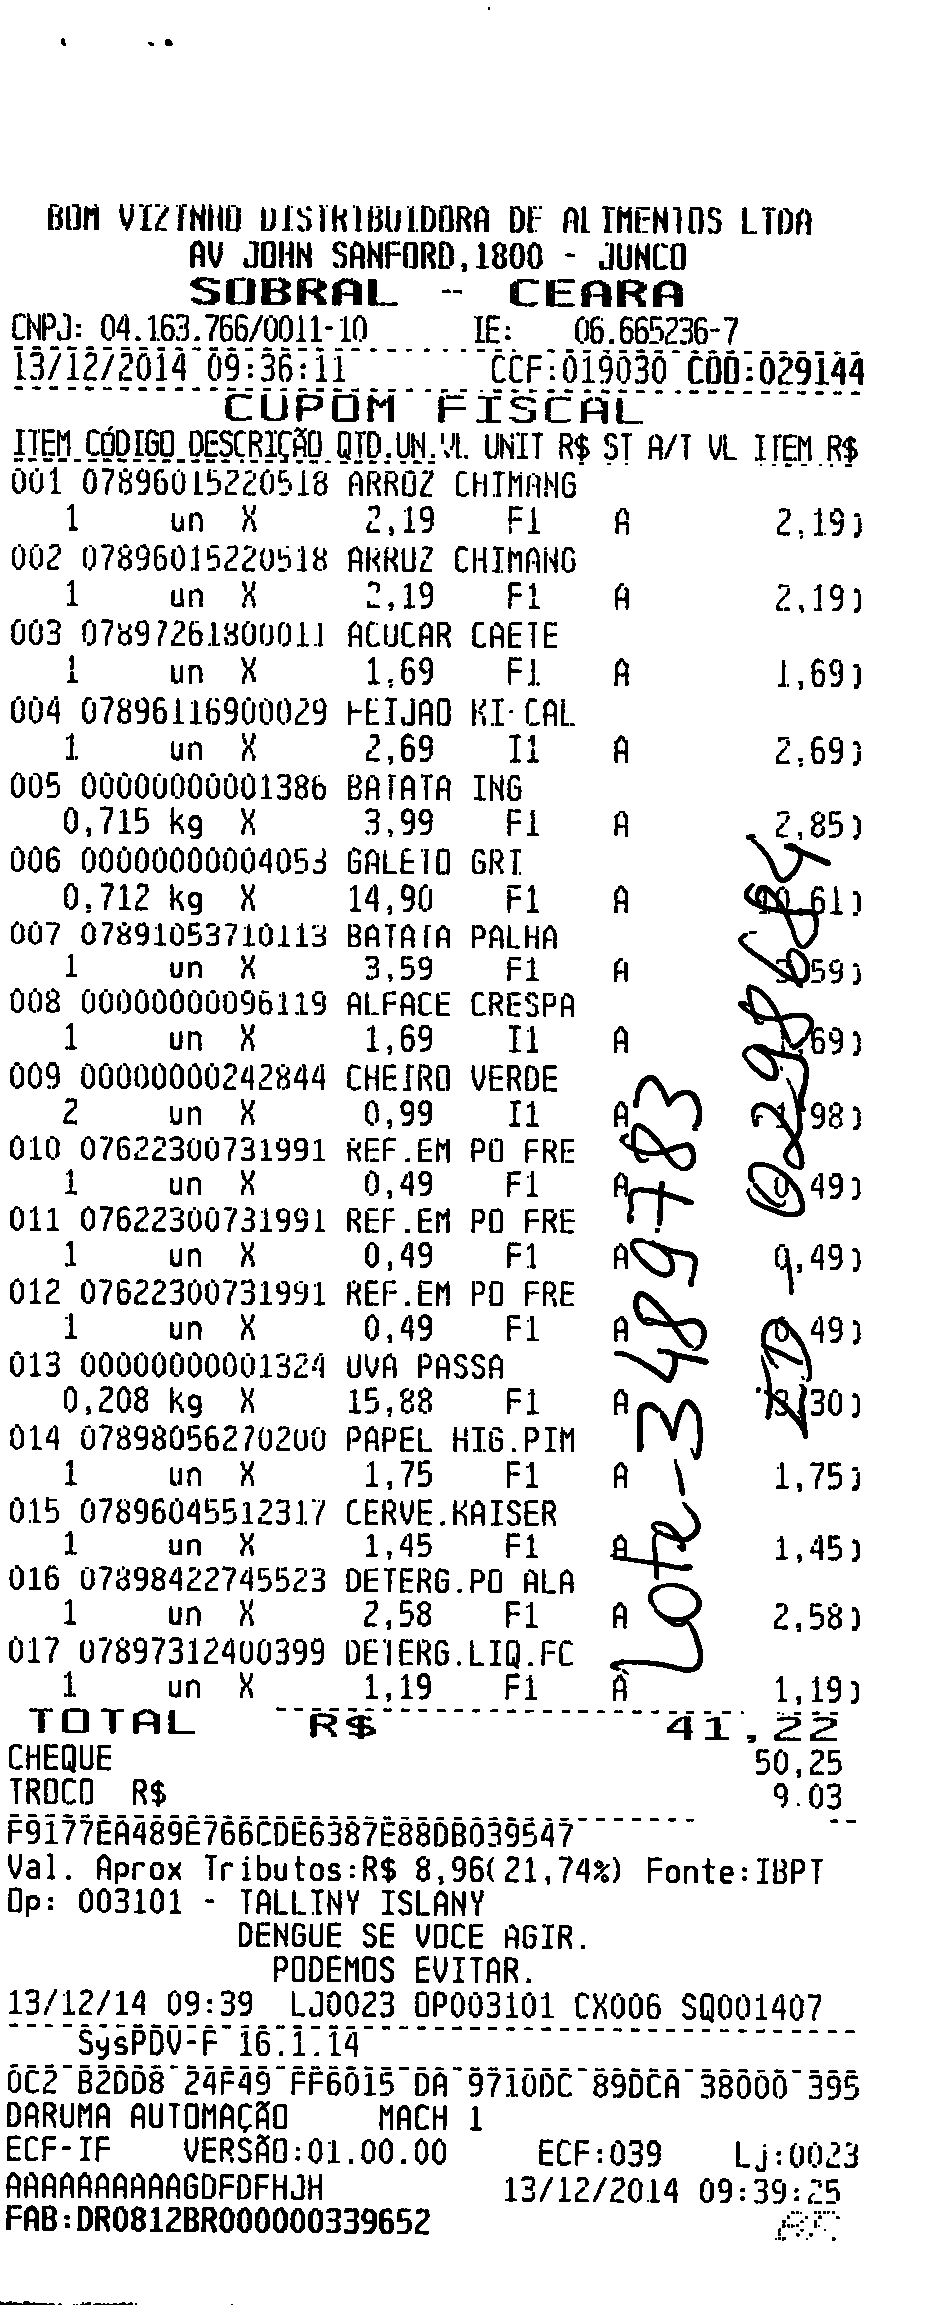 BOM VIZINHO DISTRIBUIDORA DE ALIMENTOS LTDA
AV JOHN SANFORD,1800 - JUNCO
SOBRAL - CEARA
CNPJ: 04.163.766/0011-10 IE: 06.665236-7
13/12/2014 09:36:11 CCF:019030 COO:029144
CUPOM FISCAL
ITEM CÓDIGO DESCRIÇÃO QTD.UN.VL UNIT R$ ST A/T VL ITEM R$
001 07896015220518 ARROZ CHIMANG
1 un X 2,19 F1 A 2,19}
002 07896015220518 ARROZ CHIMANG
1 un X 2,19 F1 A 2,19}
003 07897261800011 ACUCAR CAETE
1 un X 1,69 F1 A 1,69}
004 07896116900029 FEIJAO KI-CAL
1 un X 2,69 I1 A 2,69}
005 00000000001386 BATATA ING
0,715 kg X 3,99 F1 A 2,85}
006 00000000004053 GALETO GRI
0,712 kg X 14,90 F1 A 10,61}
007 07891053710113 BATATA PALHA
1 un X 3,59 F1 A 3,59}
008 00000000096119 ALFACE CRESPA
1 un X 1,69 I1 A 1,69}
009 00000000242844 CHEIRO VERDE
2 un X 0,99 I1 A 1,98}
010 07622300731991 REF.EM PO FRE
1 un X 0,49 F1 A 0,49}
011 07622300731991 REF.EM PO FRE
1 un X 0,49 F1 A 0,49}
012 07622300731991 REF.EM PO FRE
1 un X 0,49 F1 A 0,49}
013 00000000001324 UVA PASSA
0,208 kg X 15,88 F1 A 3,30}
014 07898056270200 PAPEL HIG.PIM
1 un X 1,75 F1 A 1,75}
015 07896045512317 CERVE.KAISER
1 un X 1,45 F1 A 1,45}
016 07898422745523 DETERG.PO ALA
1 un X 2,58 F1 A 2,58}
017 07897312400399 DETERG.LIQ.FC
1 un X 1,19 F1 A 1,19}
TOTAL R$ 41,22
CHEQUE 50,25
TROCO R$ 9.03
F9177EA489E766CDE6387E88DB039547
Val. Aprox Tributos:R$ 8,96(21,74%) Fonte:IBPT
Op: 003101 - TALLINY ISLANY
DENGUE SE VOCE AGIR.
PODEMOS EVITAR.
13/12/14 09:39 LJ0023 OP003101 CX006 SQ001407
SysPDV-F 16.1.14
0C2 B2DD8 24F49 FF6015 DA 9710DC 89DCA 38000 395
DARUMA AUTOMAÇÃO MACH 1
ECF-IF VERSÃO:01.00.00 ECF:039 Lj:0023
AAAAAAAAAAGDFDFHJH 13/12/2014 09:39:25
FAB:DR0812BR000000339652
Lote-3489783
ID 0298684